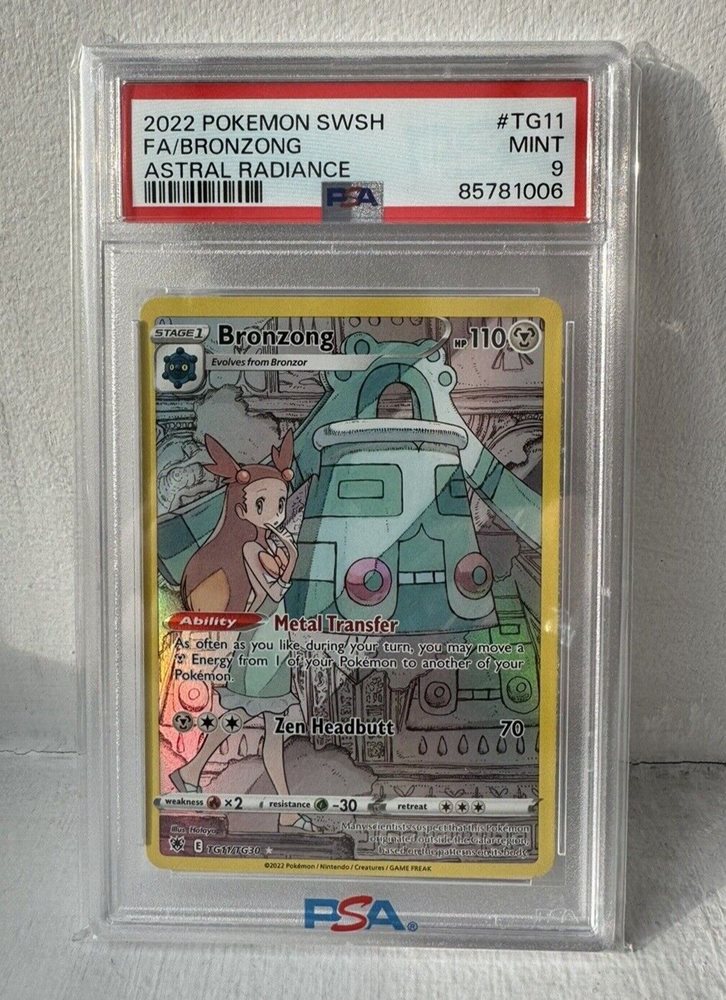 2022 POKEMON SWSH #TG11
FA/BRONZONG MINT
ASTRAL RADIANCE 9
PSA 85781006
STAGE 1 Bronzong HP 110
Evolves from Bronzor
Ability Metal Transfer
As often as you like during your turn, you may move a
Energy from 1 of your Pokémon to another of your
Pokémon.
Zen Headbutt 70
weakness ×2 resistance -30 retreat
Illus. Hataya
Many scientists suspect that this Pokémon
originated outside the Galar region,
based on the patterns on its body.
E TG11/TG30
©2022 Pokémon / Nintendo / Creatures / GAME FREAK
PSA®